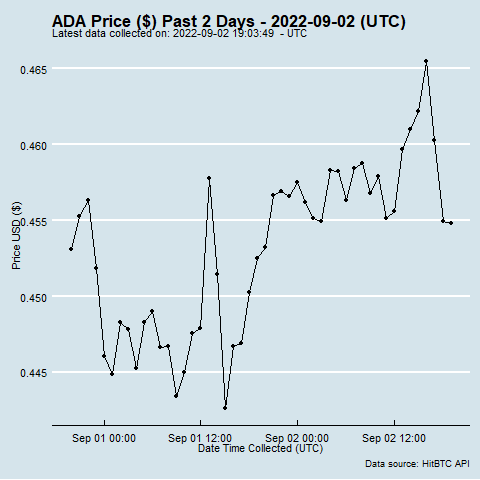 ADA Price ($) Past 2 Days - 2022-09-02 (UTC)
Latest data collected on: 2022-09-02 19:03:49 - UTC
0.465
0.460
0.455
0.450
0.445
Price USD ($)
Sep 01 00:00 Sep 01 12:00 Sep 02 00:00 Sep 02 12:00
Date Time Collected (UTC)
Data source: HitBTC API